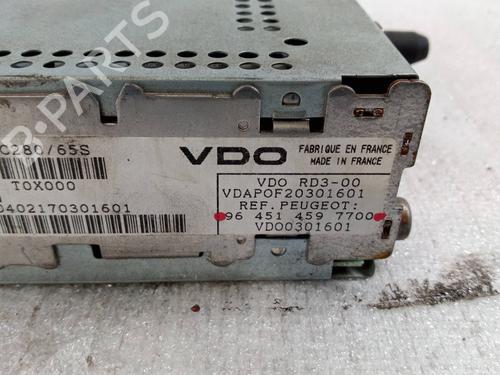 C280/65S
T0X000
0402170301601
VDO
FABRIQUE EN FRANCE
MADE IN FRANCE
VDO RD3-00
VDAPOF20301601
REF.PEUGEOT:
96 451 459 7700
VDO0301601
PARTS